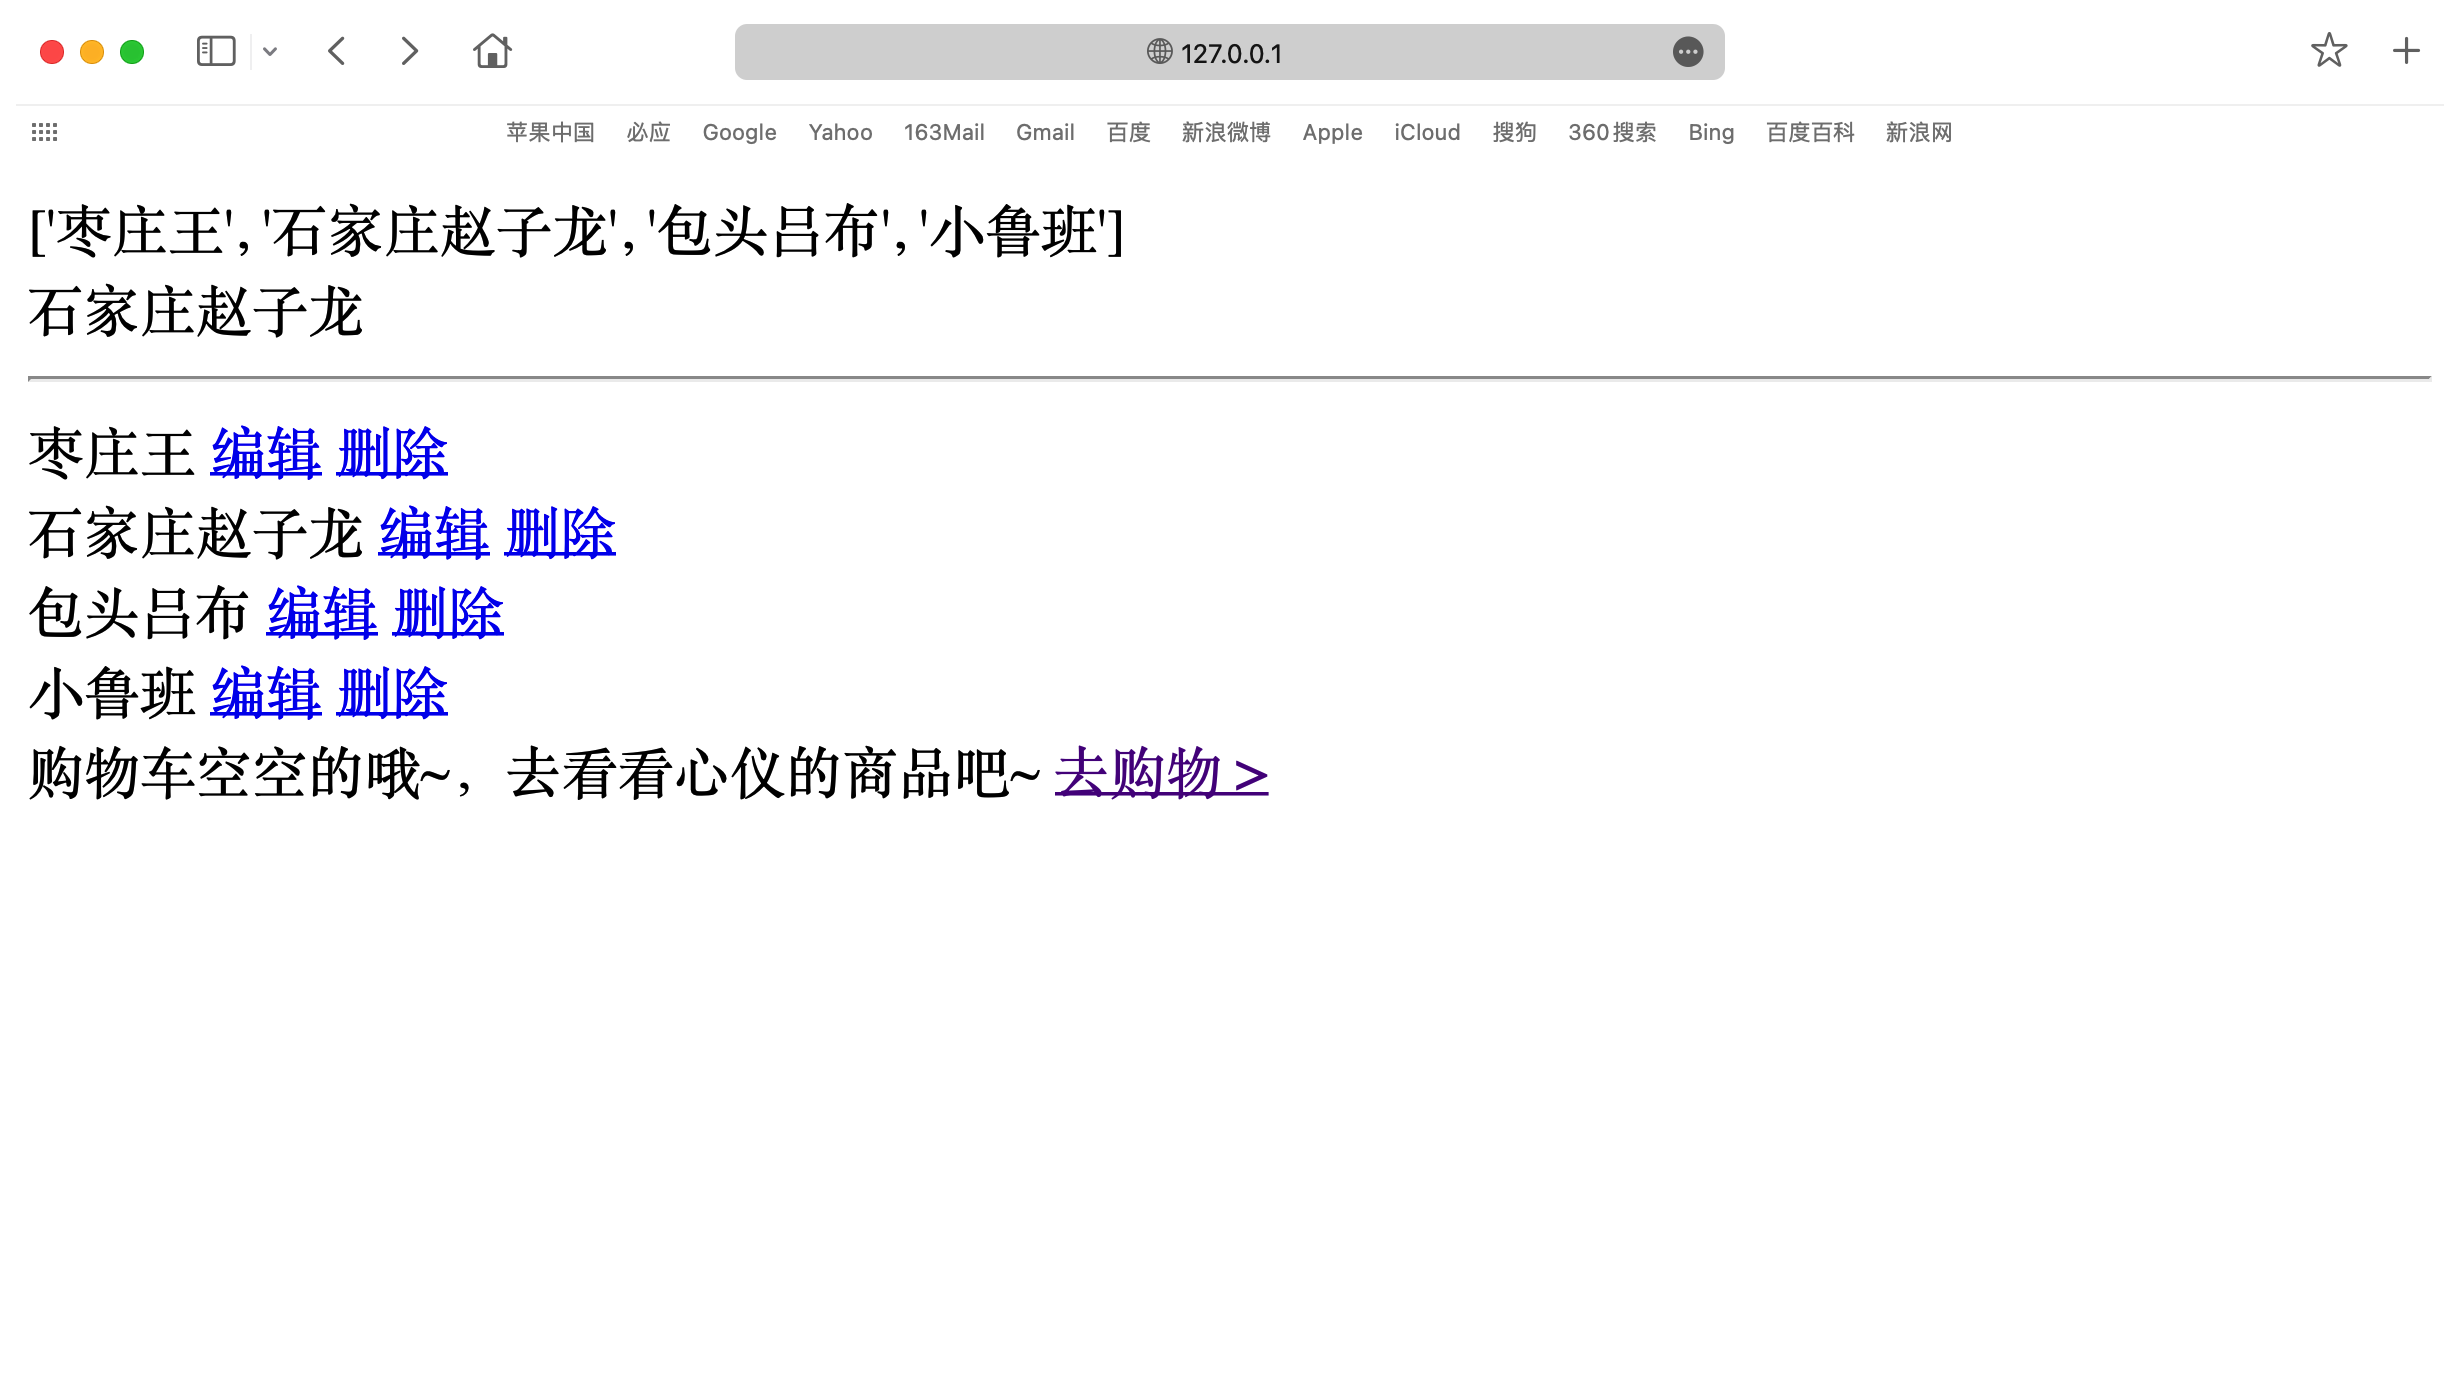 127.0.0.1
苹果中国 必应 Google Yahoo 163Mail Gmail 百度 新浪微博 Apple iCloud 搜狗 360搜索 Bing 百度百科 新浪网
['枣庄王', '石家庄赵子龙', '包头吕布', '小鲁班']
石家庄赵子龙
枣庄王 编辑 删除
石家庄赵子龙 编辑 删除
包头吕布 编辑 删除
小鲁班 编辑 删除
购物车空空的哦~，去看看心仪的商品吧~ 去购物 >